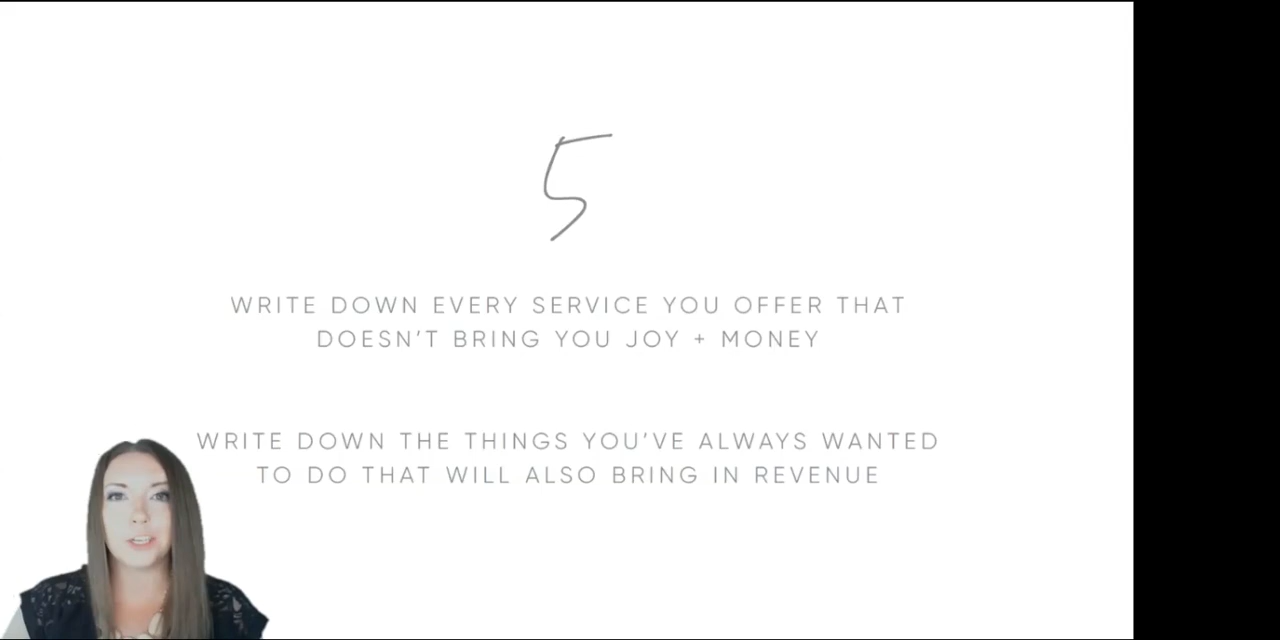 5
WRITE DOWN EVERY SERVICE YOU OFFER THAT
DOESN'T BRING YOU JOY + MONEY
WRITE DOWN THE THINGS YOU'VE ALWAYS WANTED
TO DO THAT WILL ALSO BRING IN REVENUE